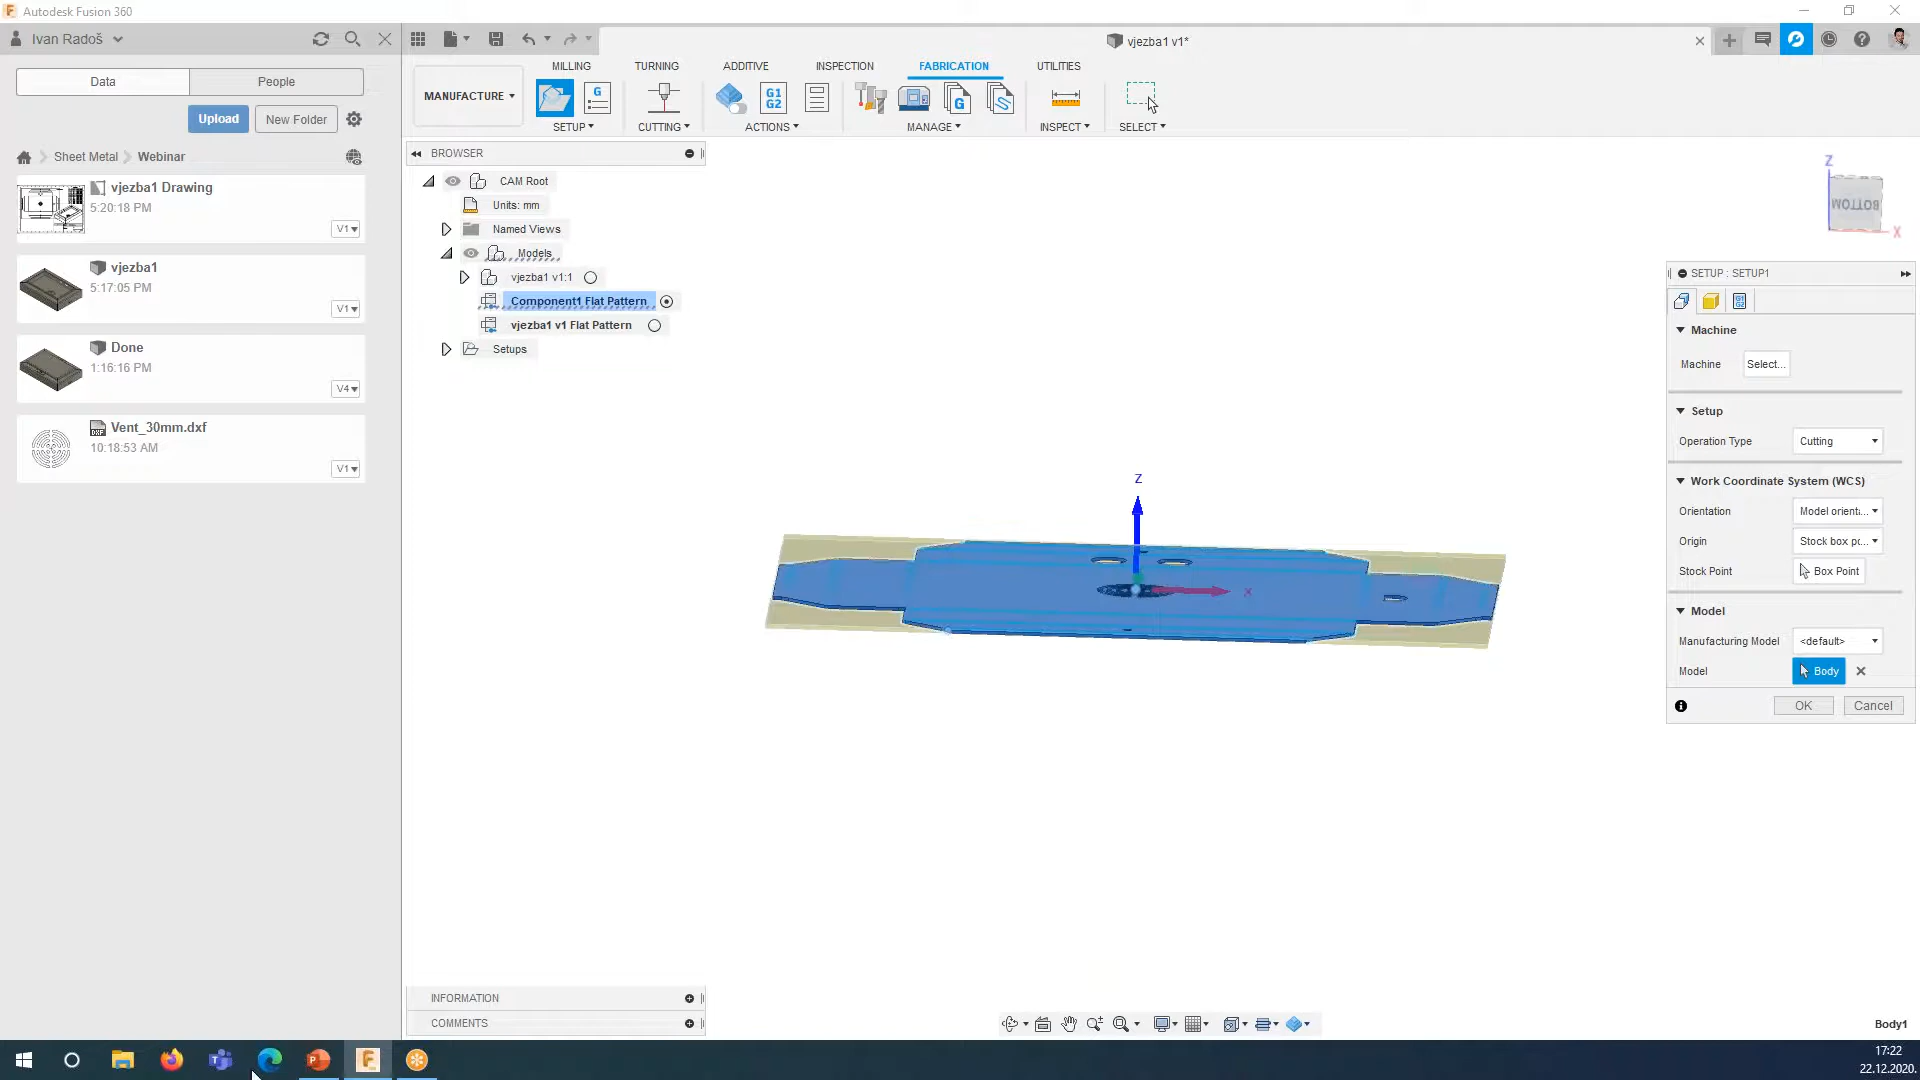 Autodesk Fusion 360
Ivan Radoš
vjezba1 v1*
Data
People
Upload
New Folder
Sheet Metal
Webinar
vjezba1 Drawing
5:20:18 PM
V1
vjezba1
5:17:05 PM
V1
Done
1:16:16 PM
V4
Vent_30mm.dxf
10:18:53 AM
V1
MANUFACTURE
MILLING
TURNING
ADDITIVE
INSPECTION
FABRICATION
UTILITIES
G
G1
G2
G
SETUP
CUTTING
ACTIONS
MANAGE
INSPECT
SELECT
BROWSER
CAM Root
Units: mm
Named Views
Models
vjezba1 v1:1
Component1 Flat Pattern
vjezba1 v1 Flat Pattern
Setups
Z
BOTTOM
X
Z
X
SETUP : SETUP1
Machine
Machine
Select...
Setup
Operation Type
Cutting
Work Coordinate System (WCS)
Orientation
Model orient...
Origin
Stock box po...
Stock Point
Box Point
Model
Manufacturing Model
<default>
Model
Body
OK
Cancel
INFORMATION
COMMENTS
Body1
17:22
22.12.2020.